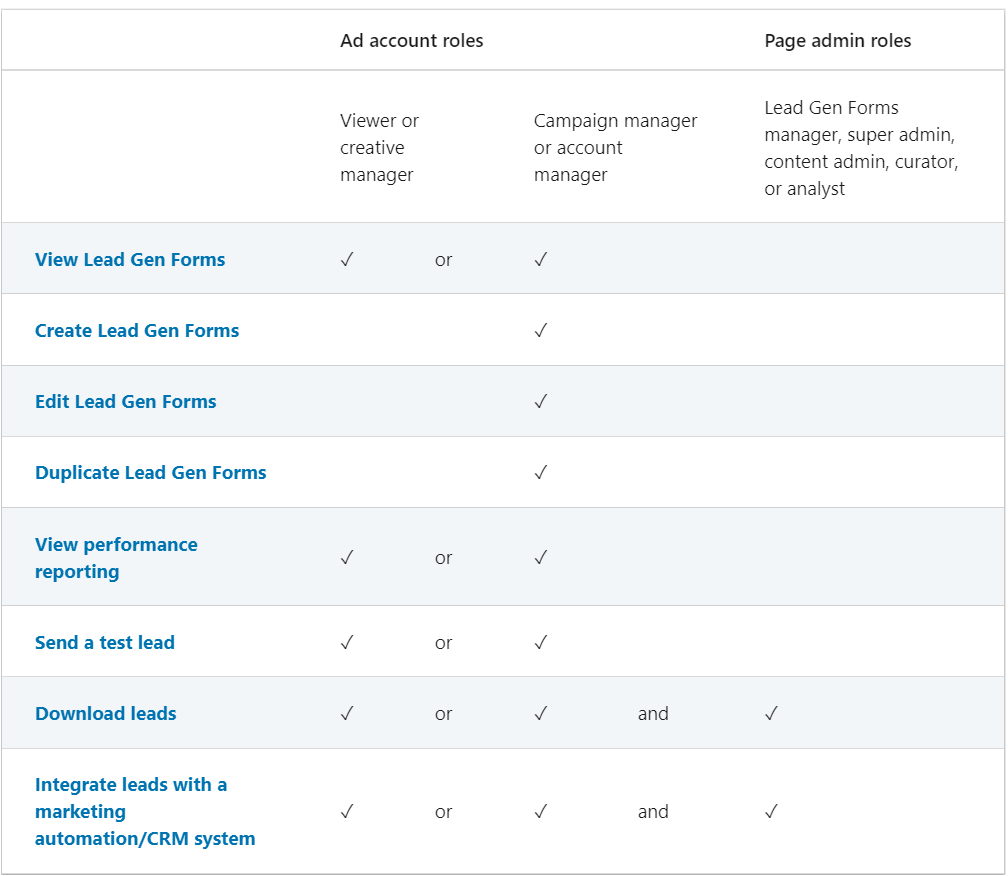 Ad account roles Page admin roles
Viewer or
creative
manager
Campaign manager
or account
manager
Lead Gen Forms
manager, super admin,
content admin, curator,
or analyst
View Lead Gen Forms ✓ or ✓
Create Lead Gen Forms ✓
Edit Lead Gen Forms ✓
Duplicate Lead Gen Forms ✓
View performance
reporting
✓ or ✓
Send a test lead ✓ or ✓
Download leads ✓ or ✓ and ✓
Integrate leads with a
marketing
automation/CRM system
✓ or ✓ and ✓